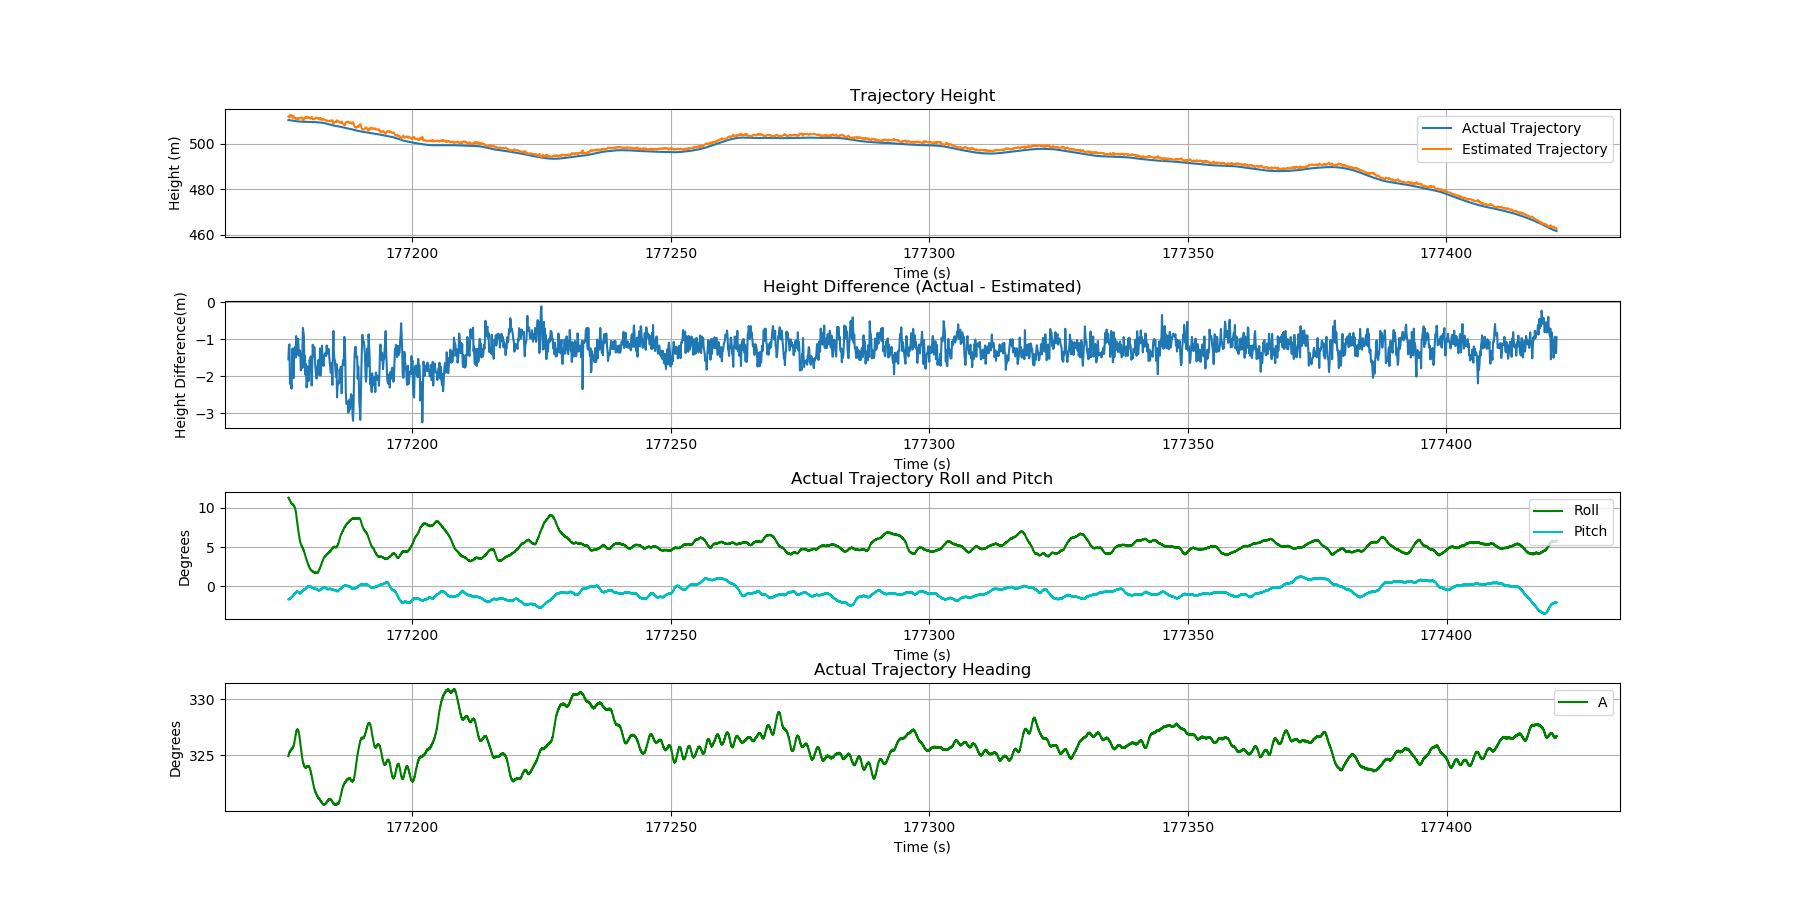 Trajectory Height
Height (m)
500
480
460
Actual Trajectory
Estimated Trajectory
177200 177250 177300 177350 177400
Time (s)
Height Difference (Actual - Estimated)
Height Difference(m)
0
−1
−2
−3
177200 177250 177300 177350 177400
Time (s)
Actual Trajectory Roll and Pitch
Degrees
10
5
0
Roll
Pitch
177200 177250 177300 177350 177400
Time (s)
Actual Trajectory Heading
Degrees
330
325
A
177200 177250 177300 177350 177400
Time (s)